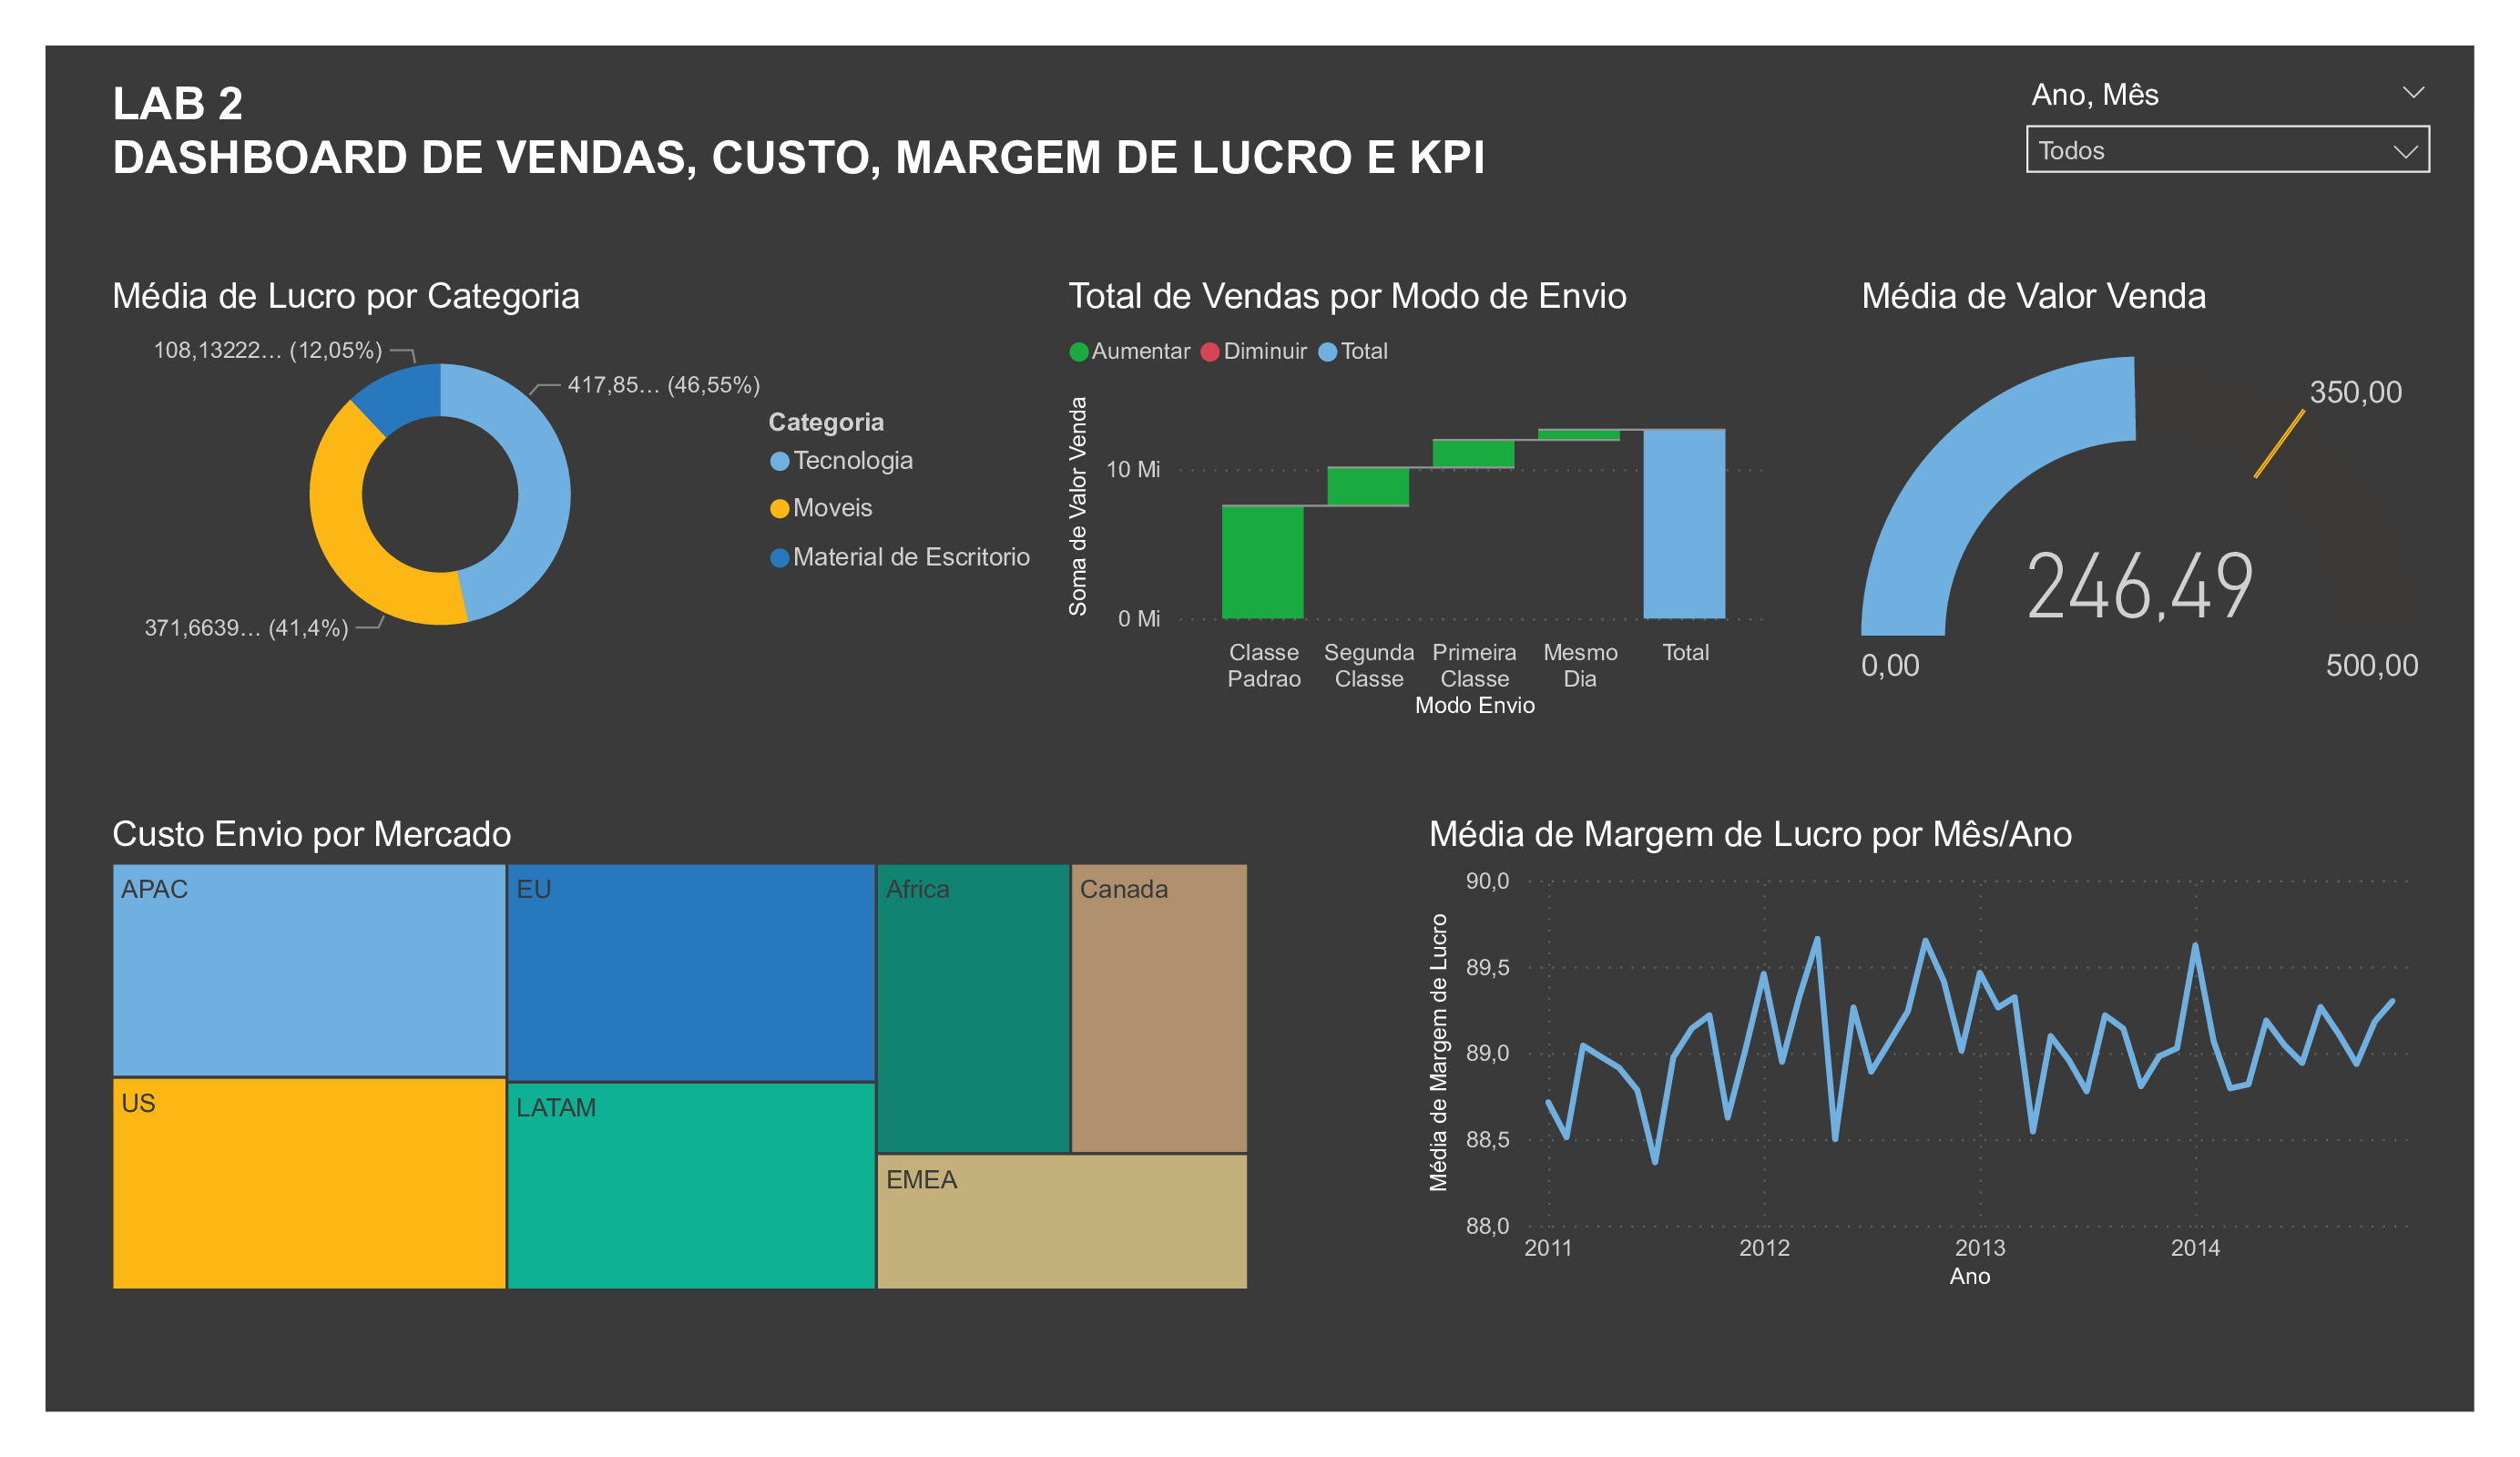 LAB 2
DASHBOARD DE VENDAS, CUSTO, MARGEM DE LUCRO E KPI
Ano, Mês
Todos
Média de Lucro por Categoria
108,13222… (12,05%)
417,85… (46,55%)
371,6639… (41,4%)
Categoria
Tecnologia
Moveis
Material de Escritorio
Total de Vendas por Modo de Envio
Aumentar Diminuir Total
Soma de Valor Venda
10 Mi
0 Mi
Classe Padrao
Segunda Classe
Primeira Classe
Mesmo Dia
Total
Modo Envio
Média de Valor Venda
350,00
246,49
0,00
500,00
Custo Envio por Mercado
APAC
EU
Africa
Canada
US
LATAM
EMEA
Média de Margem de Lucro por Mês/Ano
Média de Margem de Lucro
90,0
89,5
89,0
88,5
88,0
2011
2012
2013
2014
Ano